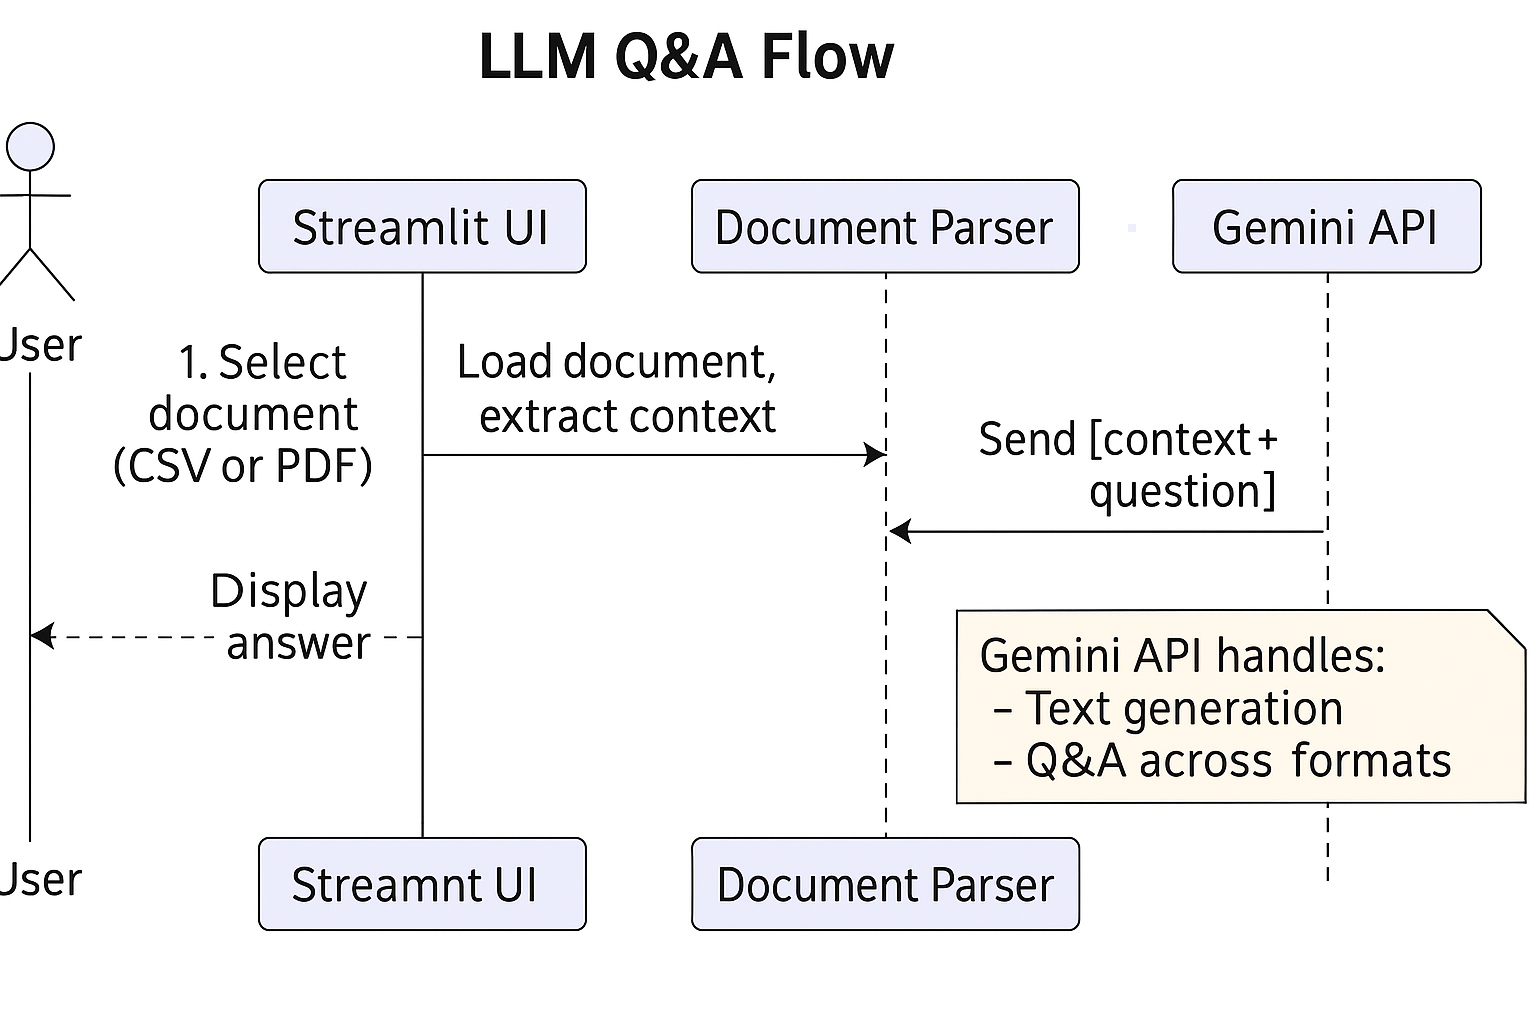 LLM Q&A Flow
Streamlit UI
Document Parser
Gemini API
User
1. Select
document
(CSV or PDF)
Load document,
extract context
Send [context +
question]
Display
answer
Gemini API handles:
– Text generation
– Q&A across formats
User
Streamnt UI
Document Parser